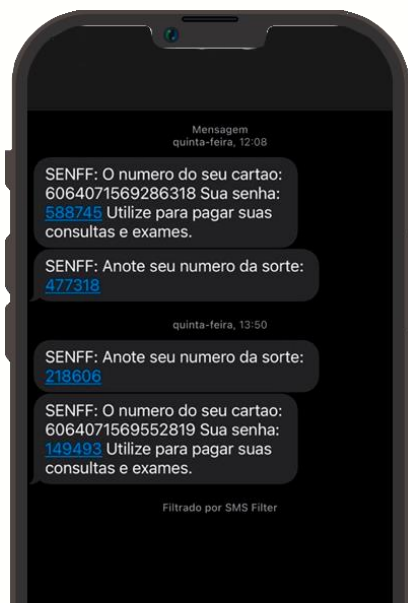 Mensagem
quinta-feira, 12:08
SENFF: O numero do seu cartao:
6064071569286318 Sua senha:
588745 Utilize para pagar suas
consultas e exames.
SENFF: Anote seu numero da sorte:
477318
quinta-feira, 13:50
SENFF: Anote seu numero da sorte:
218606
SENFF: O numero do seu cartao:
6064071569552819 Sua senha:
149493 Utilize para pagar suas
consultas e exames.
Filtrado por SMS Filter